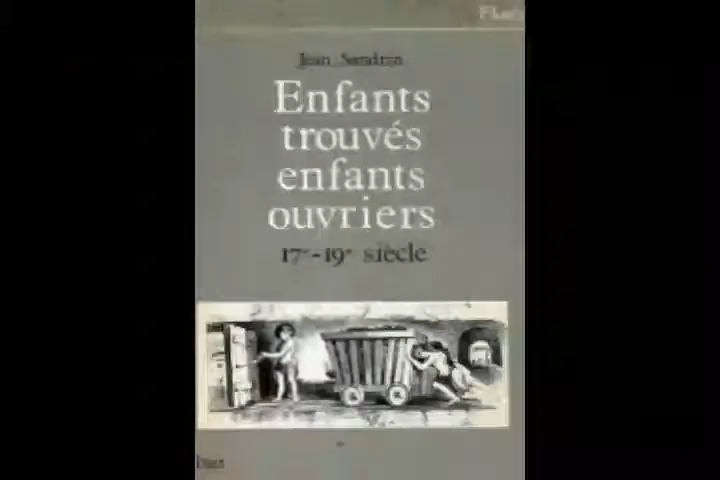 Jean Sandrin
Enfants
trouvés
enfants
ouvriers
17e-19e siècle